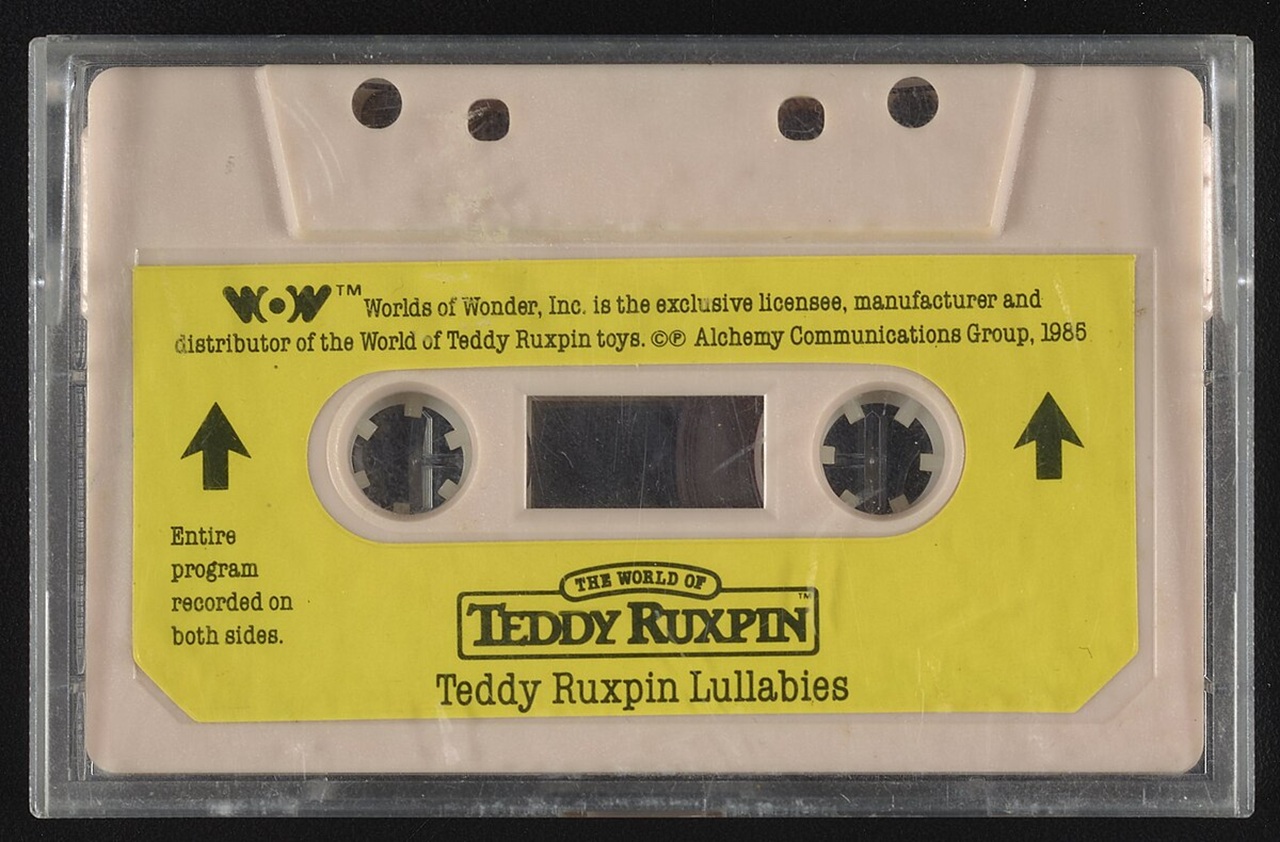 WOW™ Worlds of Wonder, Inc. is the exclusive licensee, manufacturer and
distributor of the World of Teddy Ruxpin toys. ©℗ Alchemy Communications Group, 1985
Entire
program
recorded on
both sides.
THE WORLD OF
TEDDY RUXPIN™
Teddy Ruxpin Lullabies